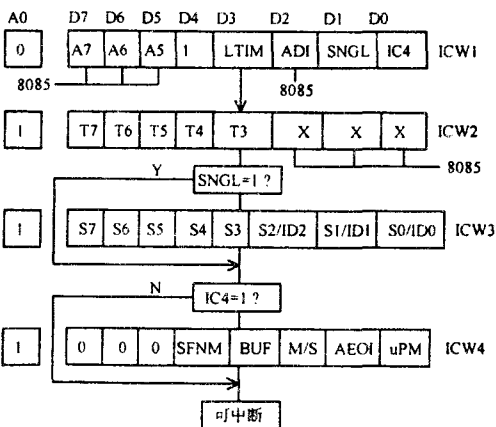 A0 D7 D6 D5 D4 D3 D2 D1 D0
0 A7 A6 A5 1 LTIM ADI SNGL IC4 ICW1
8085 8085
1 T7 T6 T5 T4 T3 X X X ICW2
8085
Y
SNGL=1 ?
1 S7 S6 S5 S4 S3 S2/ID2 S1/ID1 S0/ID0 ICW3
N
IC4=1 ?
1 0 0 0 SFNM BUF M/S AEOI uPM ICW4
可中断